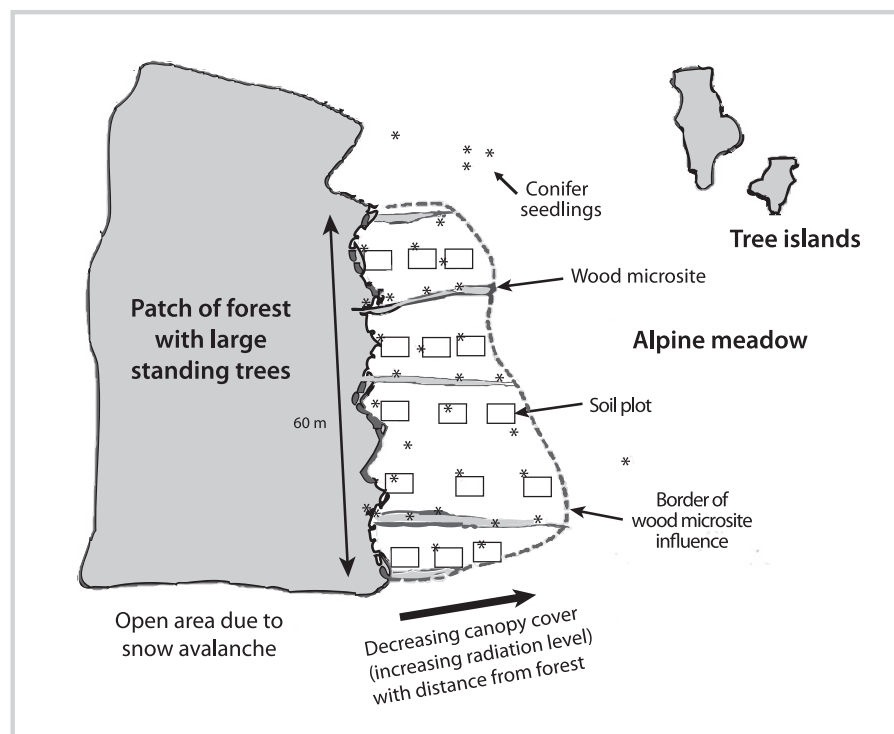 Conifer
seedlings
Tree islands
Wood microsite
Patch of forest
with large
standing trees
Alpine meadow
Soil plot
60 m
Border of
wood microsite
influence
Open area due to
snow avalanche
Decreasing canopy cover
(increasing radiation level)
with distance from forest